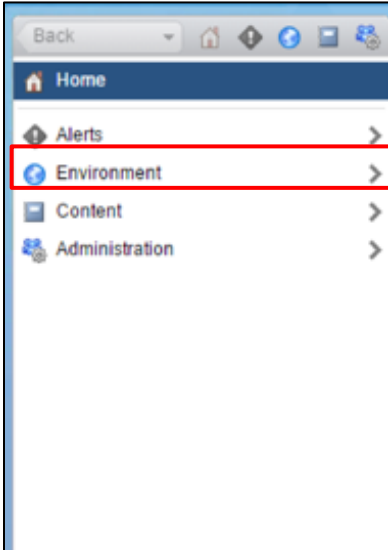 Back
Home
Alerts
Environment
Content
Administration